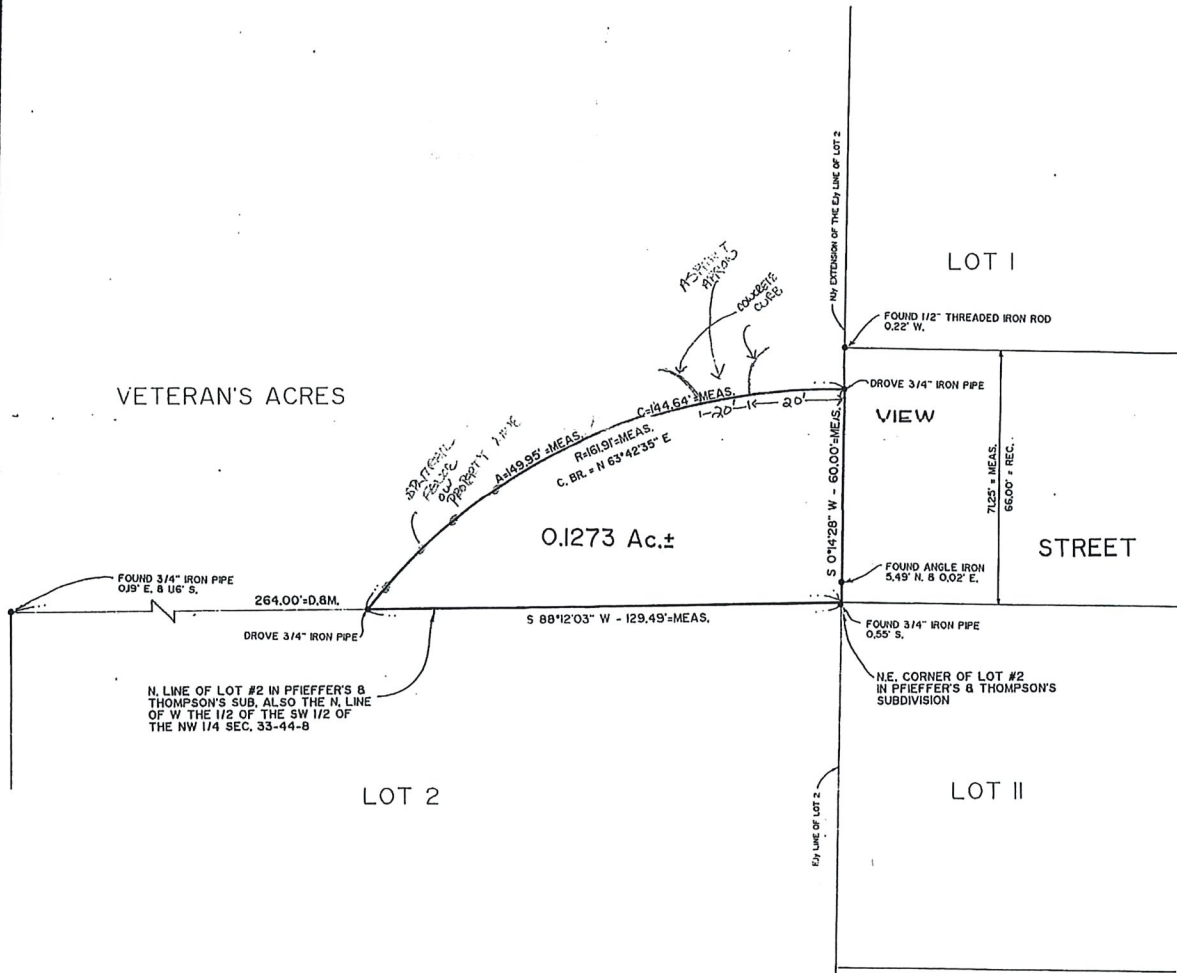 N'ly EXTENSION OF THE E'ly LINE OF LOT 2
LOT 1
ASPHALT
APRON
CONCRETE
CURB
FOUND 1/2" THREADED IRON ROD
0.22' W.
VETERAN'S ACRES
DROVE 3/4" IRON PIPE
C=144.64'=MEAS.
20'
20'
VIEW
R=161.91'=MEAS.
A=149.95'=MEAS.
C. BR. = N 63°42'35" E
FENCE
ON
PROPERTY LINE
S 0°14'28" W - 60.00'=MEAS.
71.25' = MEAS.
66.00' = REC.
0.1273 Ac.±
STREET
FOUND ANGLE IRON
5.49' N. & 0.02' E.
FOUND 3/4" IRON PIPE
0.19' E. & 1.16' S.
264.00'=D.&M.
DROVE 3/4" IRON PIPE
S 88°12'03" W - 129.49'=MEAS.
FOUND 3/4" IRON PIPE
0.55' S.
N. LINE OF LOT #2 IN PFIEFFER'S &
THOMPSON'S SUB. ALSO THE N. LINE
OF W THE 1/2 OF THE SW 1/2 OF
THE NW 1/4 SEC. 33-44-8
N.E. CORNER OF LOT #2
IN PFIEFFER'S & THOMPSON'S
SUBDIVISION
LOT 2
E'ly LINE OF LOT 2
LOT 11